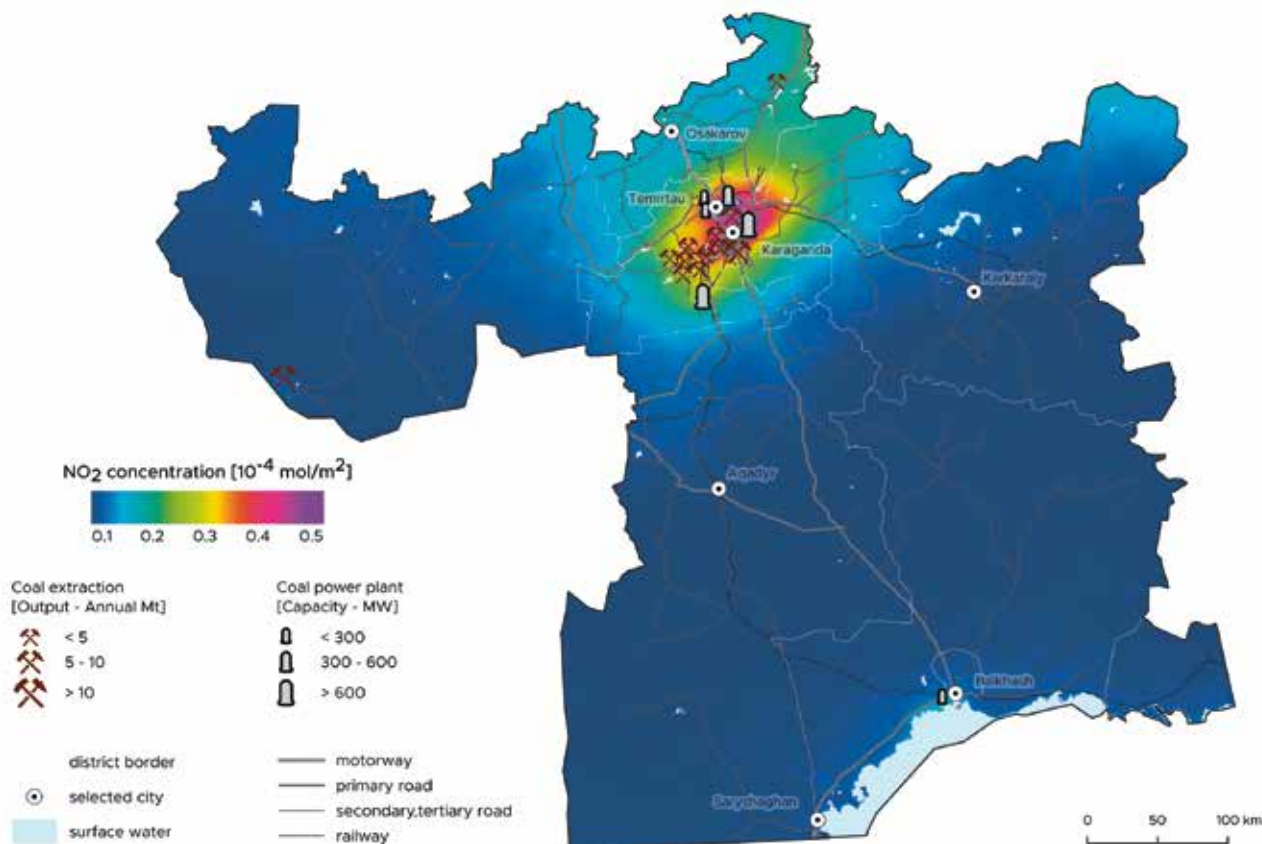 Osakarov
Temirtau
Karaganda
Karkaraly
Aqadyr
Balkhash
Saryshaghan
NO2 concentration [10-4 mol/m2]
0.1 0.2 0.3 0.4 0.5
Coal extraction
[Output - Annual Mt]
< 5
5 - 10
> 10
Coal power plant
[Capacity - MW]
< 300
300 - 600
> 600
district border
selected city
surface water
motorway
primary road
secondary,tertiary road
railway
0 50 100 km